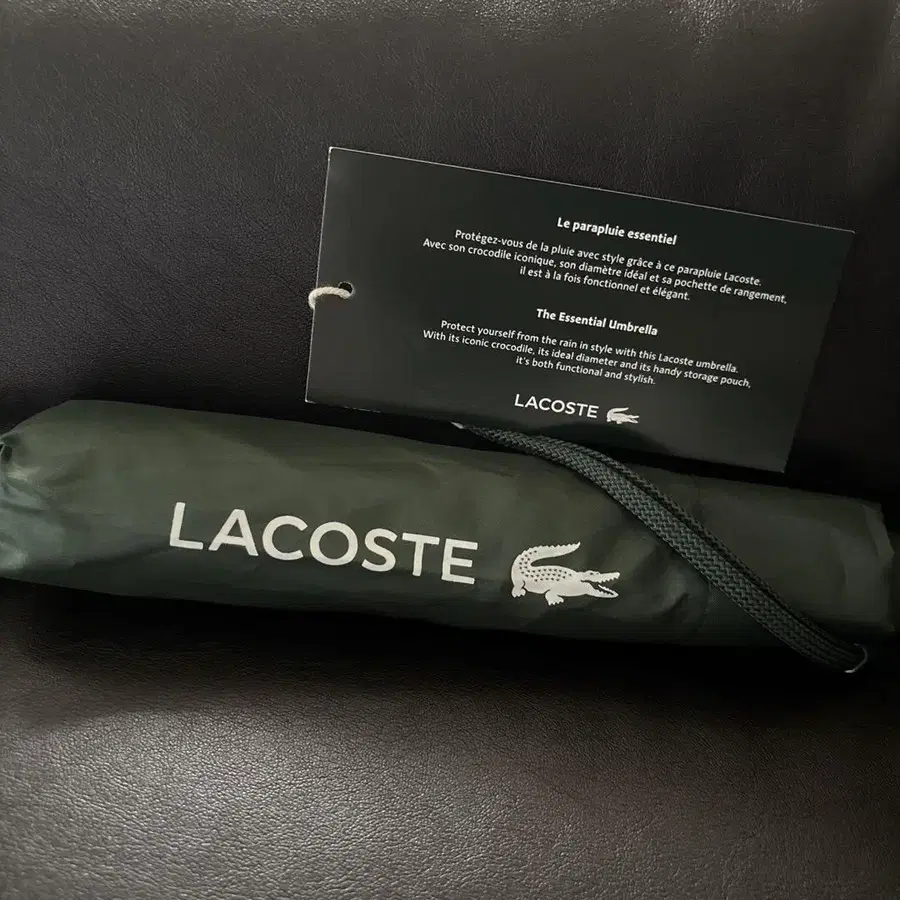 Le parapluie essentiel
Protégez-vous de la pluie avec style grâce à ce parapluie Lacoste.
Avec son crocodile iconique, son diamètre idéal et sa pochette de rangement,
il est à la fois fonctionnel et élégant.
The Essential Umbrella
Protect yourself from the rain in style with this Lacoste umbrella.
With its iconic crocodile, its ideal diameter and its handy storage pouch,
it's both functional and stylish.
LACOSTE
LACOSTE